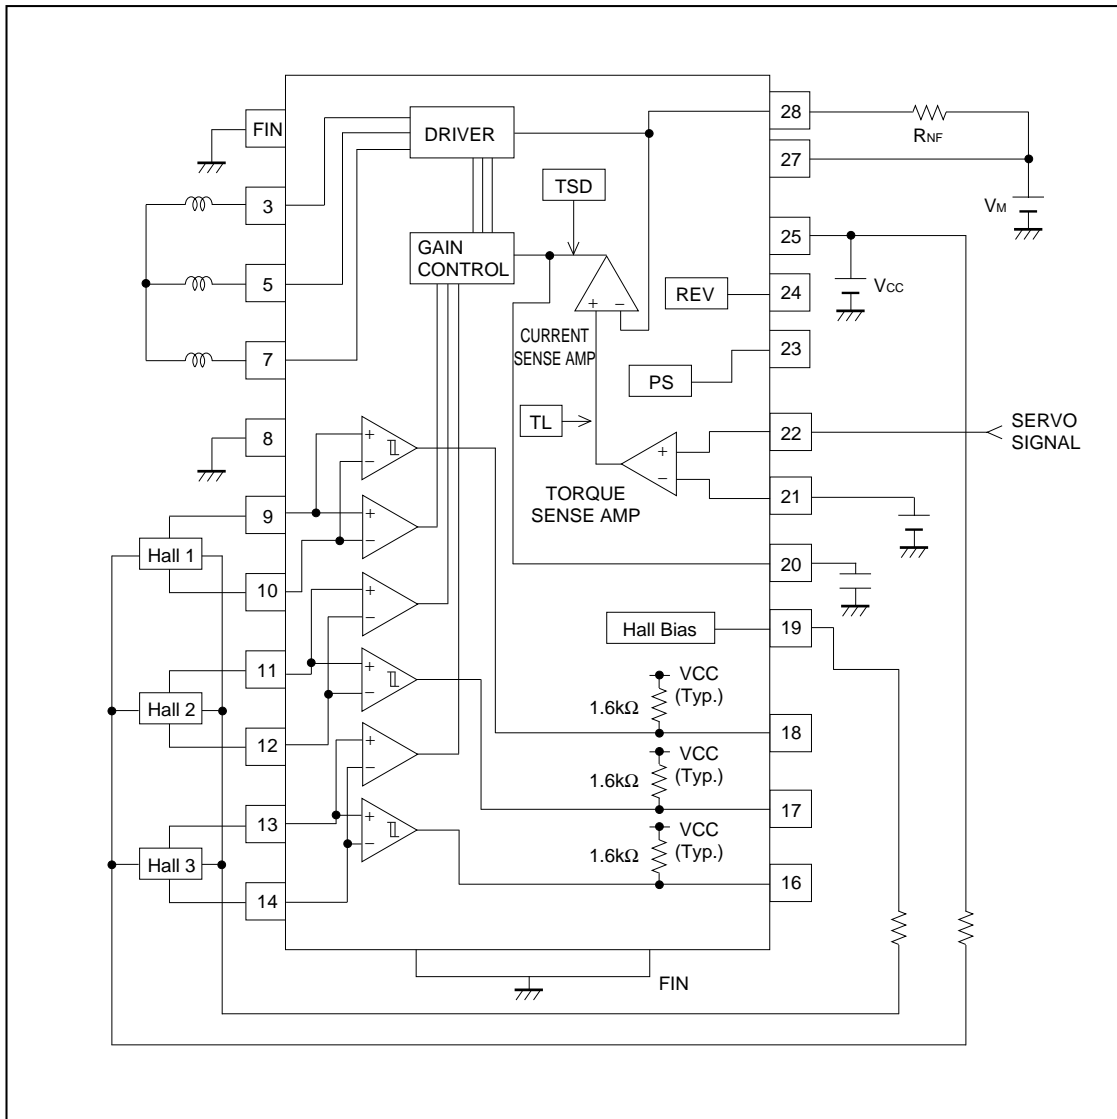 FIN
DRIVER
28
RNF
27
TSD
3
VM
25
GAIN
CONTROL
5
REV
24
VCC
+
−
CURRENT
SENSE AMP
23
7
PS
TL
8
22
SERVO
SIGNAL
+
−
+
−
21
TORQUE
SENSE AMP
9
+
−
Hall 1
20
10
+
−
Hall Bias
19
11
+
−
VCC
(Typ.)
1.6kΩ
Hall 2
18
12
+
−
VCC
(Typ.)
1.6kΩ
17
13
+
−
VCC
(Typ.)
1.6kΩ
Hall 3
16
14
FIN